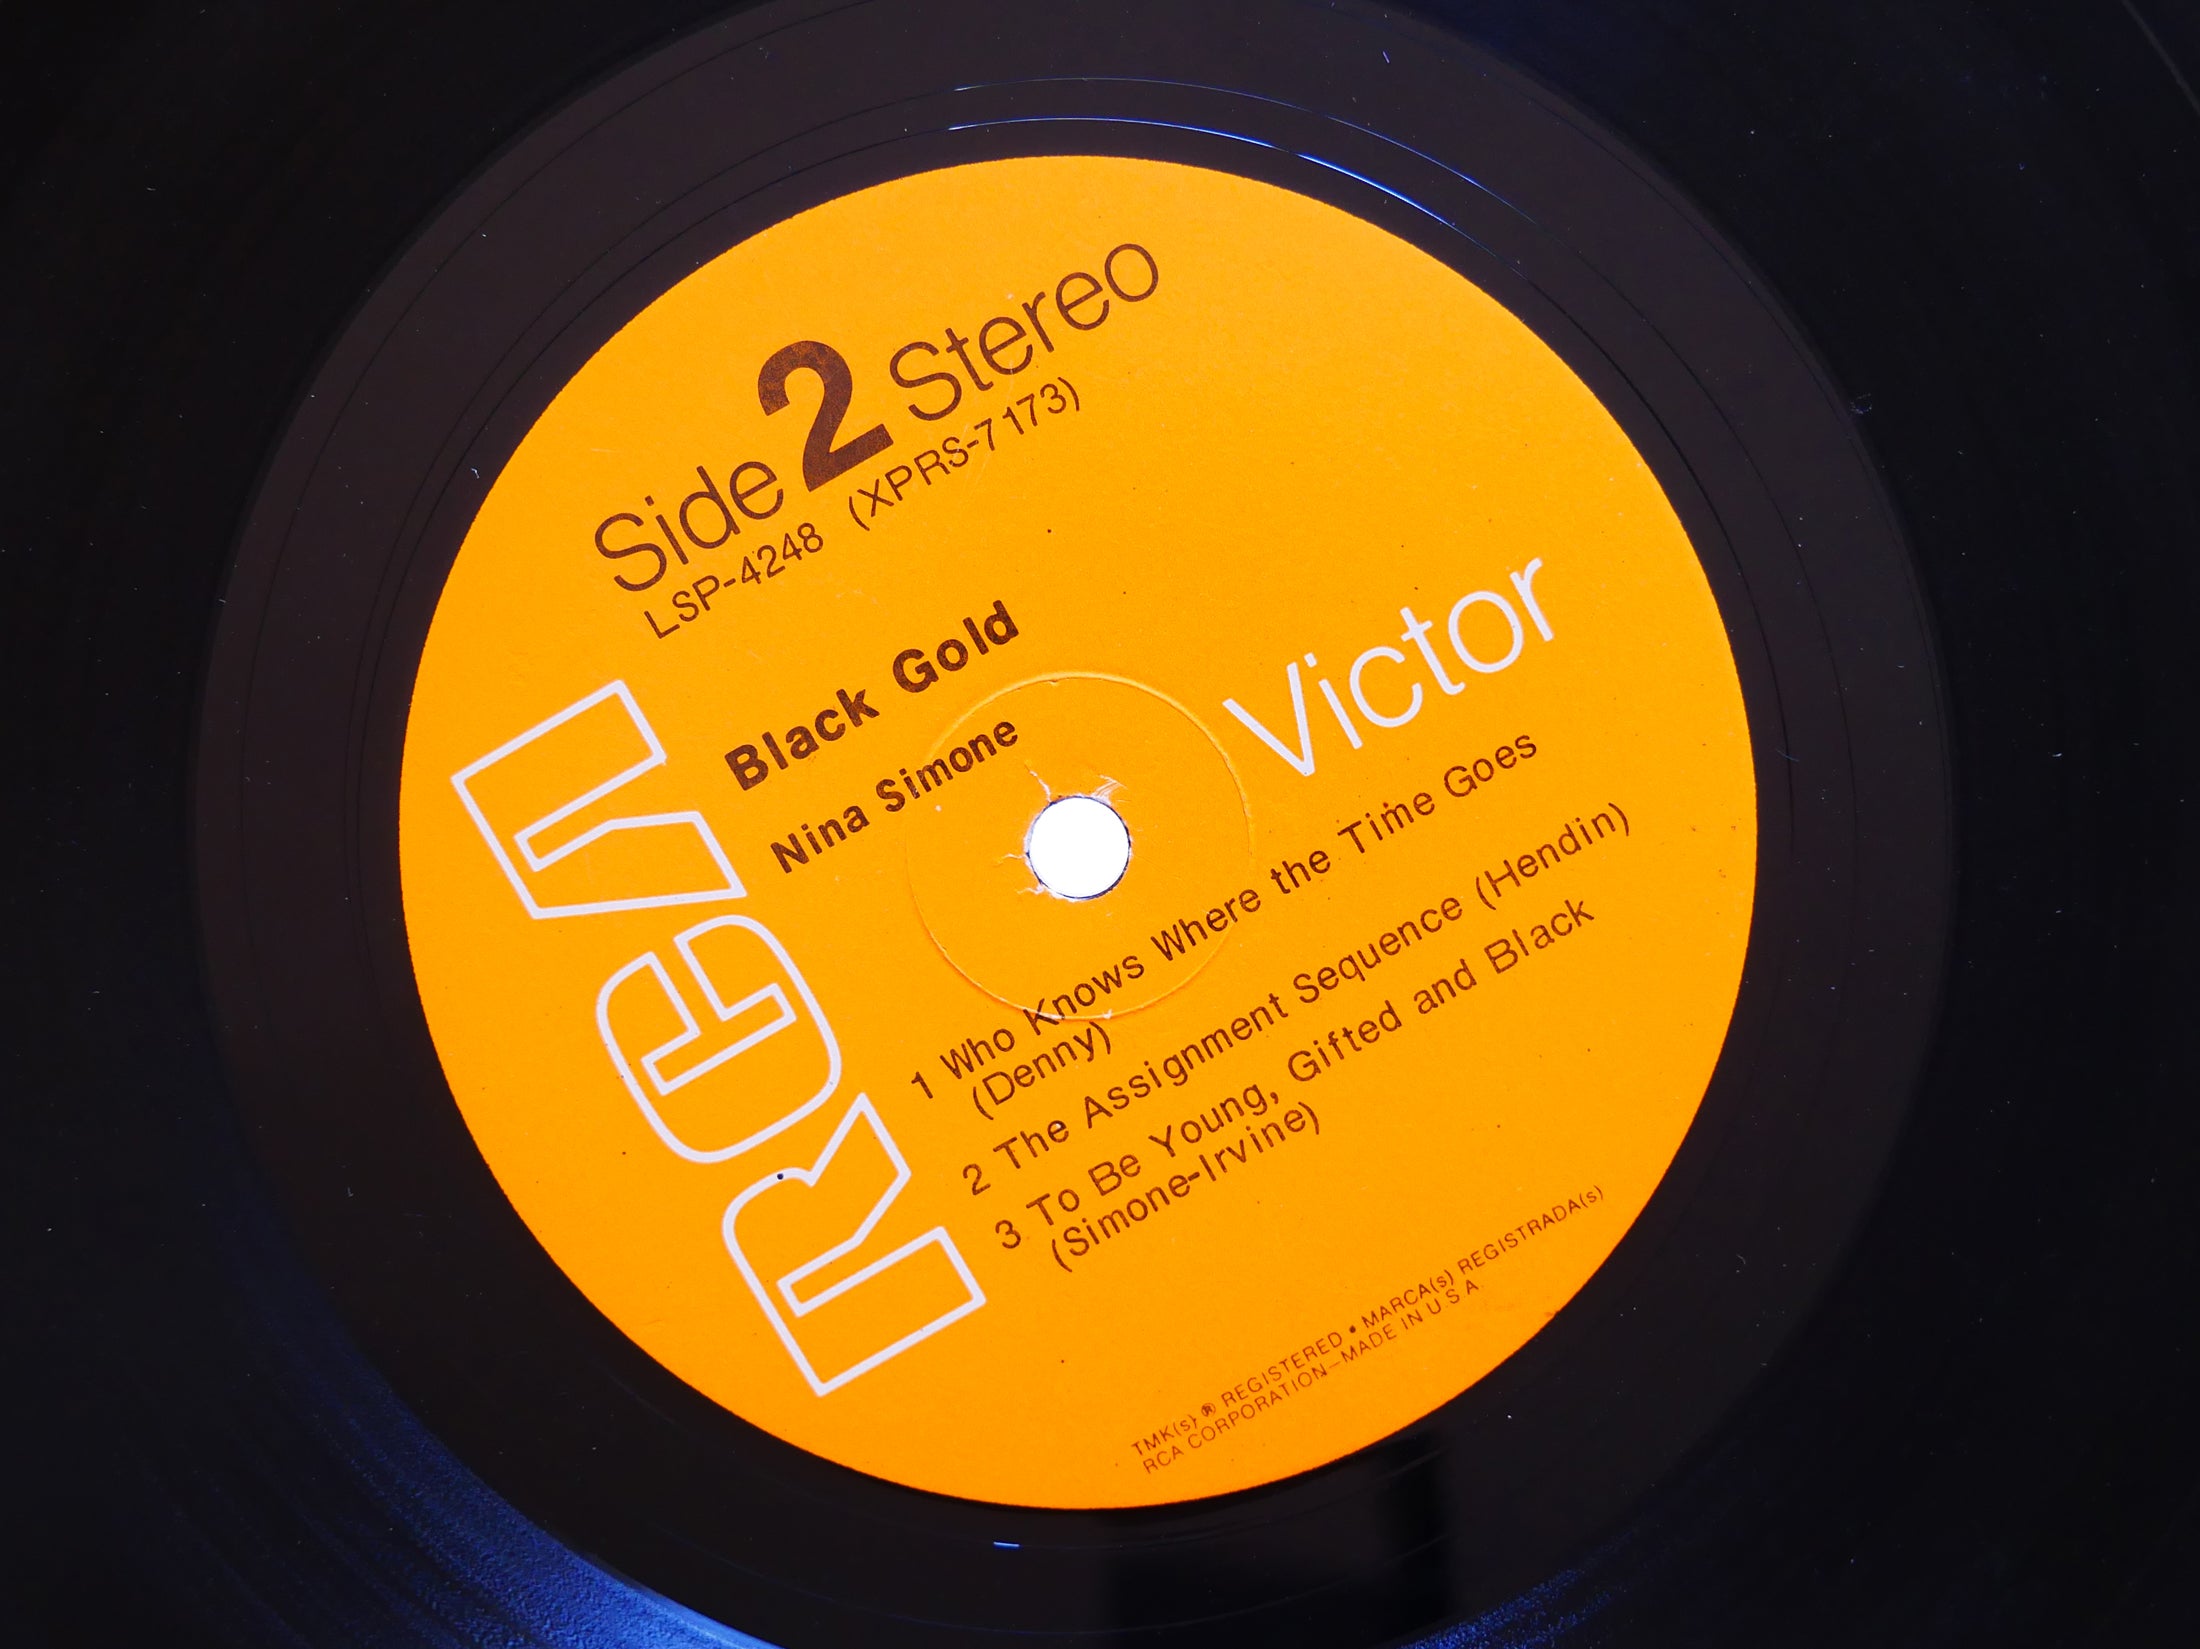 Side 2 Stereo
LSP-4248 (XPRS-7173)
Black Gold
Nina Simone
RCA
Victor
1 Who Knows Where the Time Goes
(Denny)
2 The Assignment Sequence (Hendin)
3 To Be Young, Gifted and Black
(Simone-Irvine)
TMK(s) ® REGISTERED • MARCA(s) REGISTRADA(s)
RCA CORPORATION—MADE IN U.S.A.